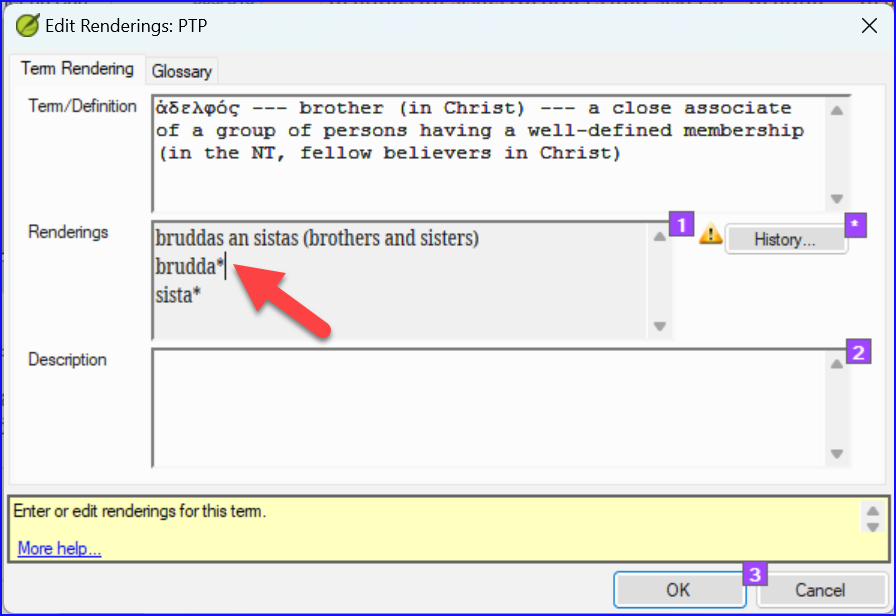 Edit Renderings: PTP
Term Rendering
Glossary
Term/Definition
ἀδελφός --- brother (in Christ) --- a close associate
of a group of persons having a well-defined membership
(in the NT, fellow believers in Christ)
Renderings
bruddas an sistas (brothers and sisters)
brudda*
sista*
1
History...
*
Description
2
Enter or edit renderings for this term.
More help...
OK
3
Cancel